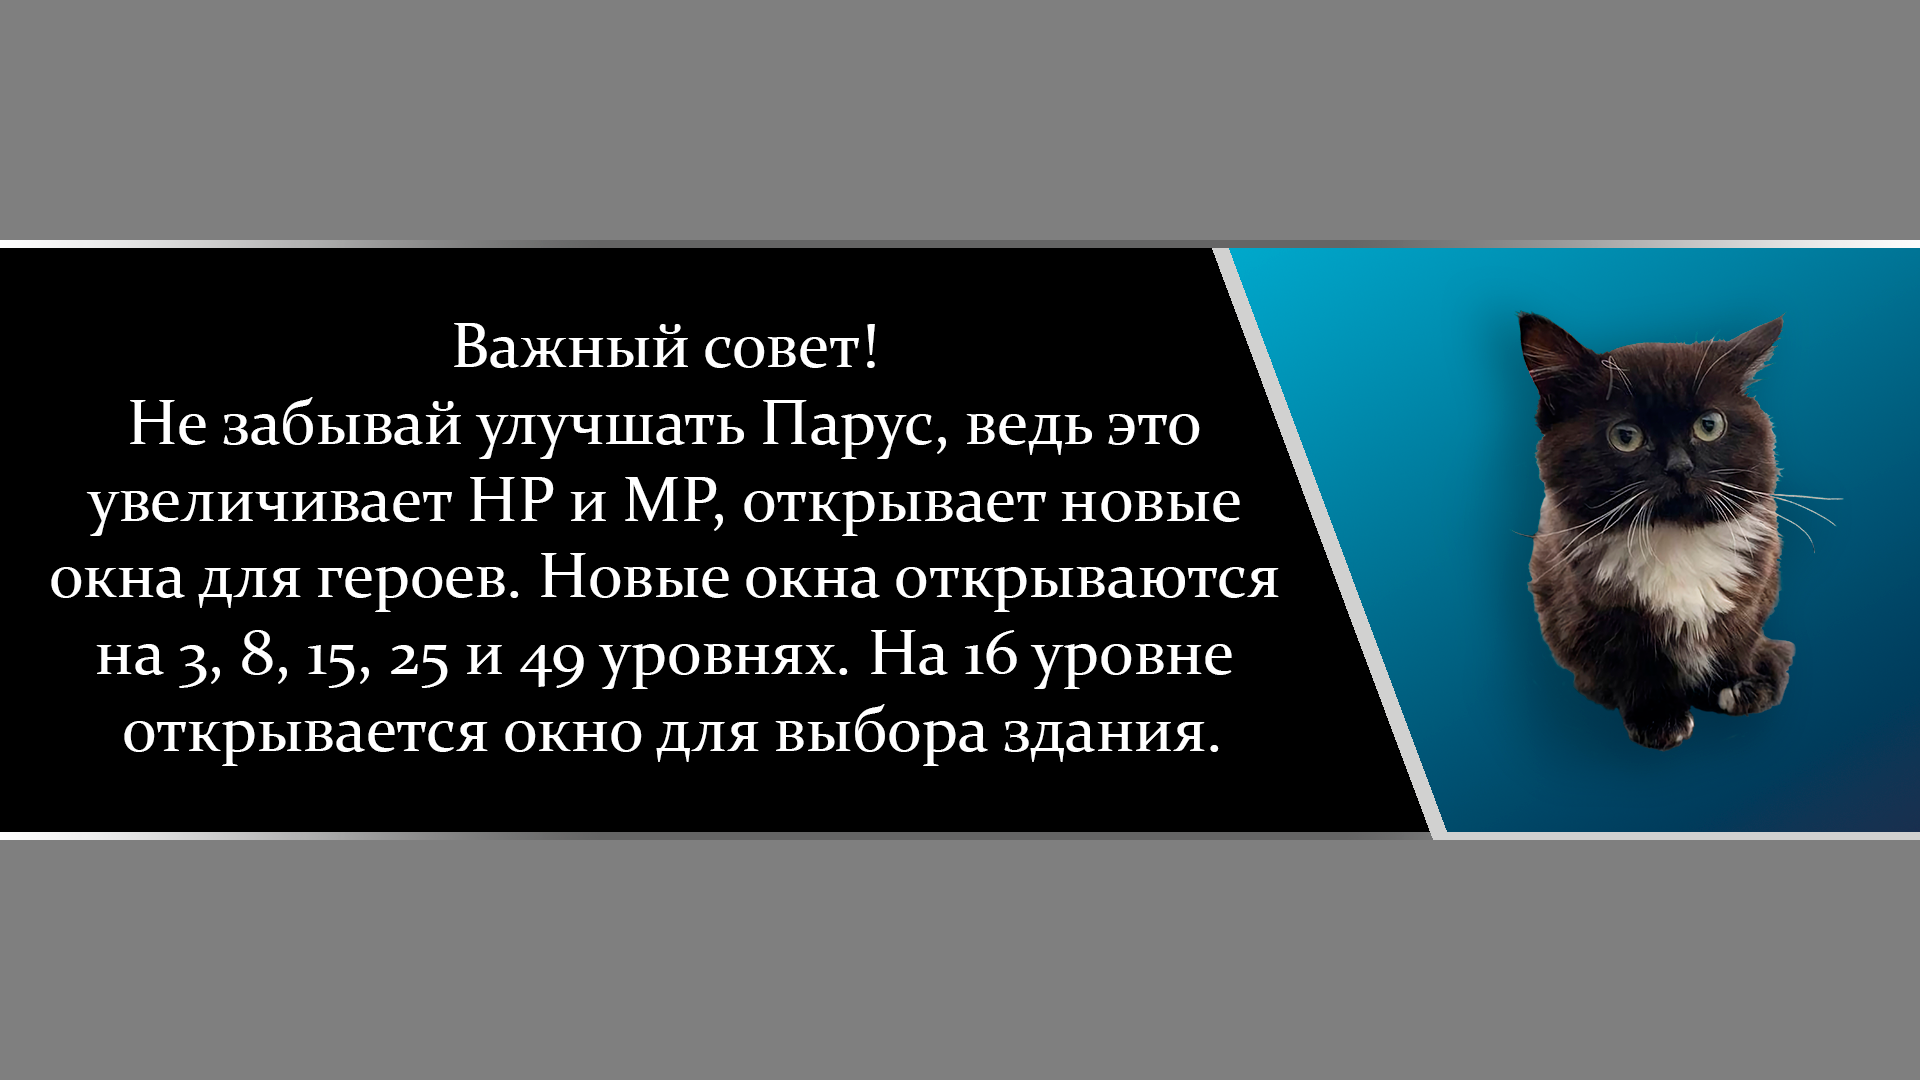 Важный совет!
Не забывай улучшать Парус, ведь это
увеличивает HP и MP, открывает новые
окна для героев. Новые окна открываются
на 3, 8, 15, 25 и 49 уровнях. На 16 уровне
открывается окно для выбора здания.